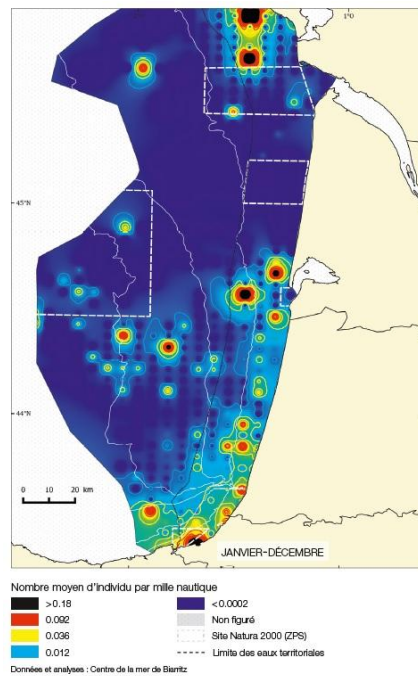 1°0
45°N
44°N
0 10 20
km
JANVIER-DÉCEMBRE
Nombre moyen d'individu par mille nautique
>0.18
0.092
0.036
0.012
<0.0002
Non figuré
Site Natura 2000 (ZPS)
Limite des eaux territoriales
Données et analyses : Centre de la mer de Biarritz